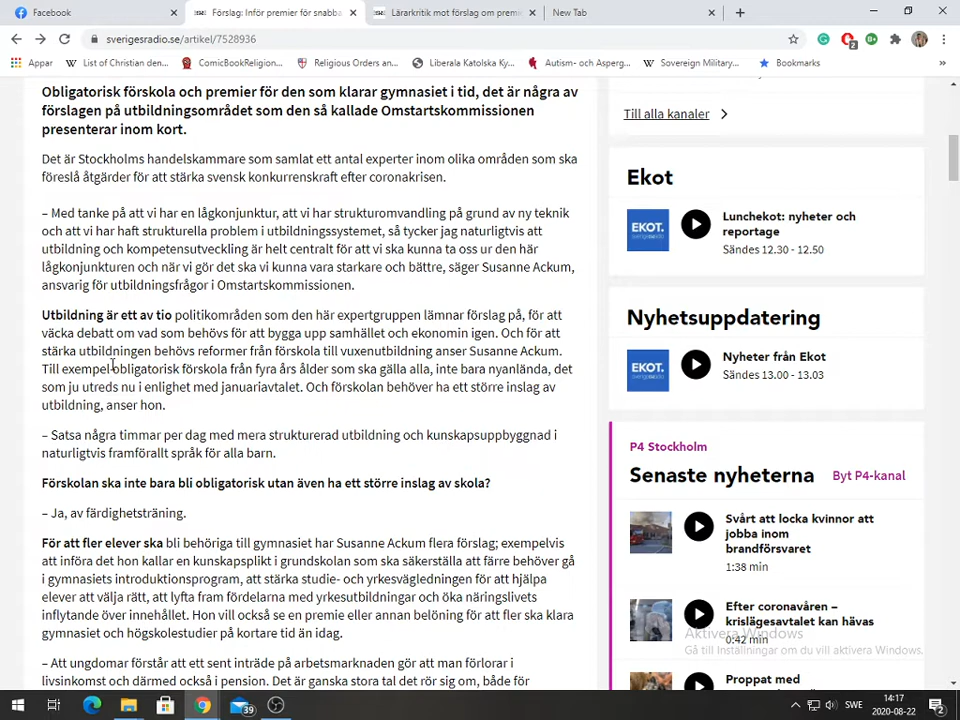 Facebook
Förslag: Inför premier för snabba
Lärarkritik mot förslag om premie
New Tab
sverigesradio.se/artikel/7528936
2
Appar
List of Christian den...
ComicBookReligion...
Religious Orders an...
Liberala Katolska Ky...
Autism- och Asperg...
Sovereign Military...
Bookmarks
»
Obligatorisk förskola och premier för den som klarar gymnasiet i tid, det är några av
förslagen på utbildningsområdet som den så kallade Omstartskommissionen
presenterar inom kort.
Det är Stockholms handelskammare som samlat ett antal experter inom olika områden som ska
föreslå åtgärder för att stärka svensk konkurrenskraft efter coronakrisen.
– Med tanke på att vi har en lågkonjunktur, att vi har strukturomvandling på grund av ny teknik
och att vi har haft strukturella problem i utbildningssystemet, så tycker jag naturligtvis att
utbildning och kompetensutveckling är helt centralt för att vi ska kunna ta oss ur den här
lågkonjunkturen och när vi gör det ska vi kunna vara starkare och bättre, säger Susanne Ackum,
ansvarig för utbildningsfrågor i Omstartskommissionen.
Utbildning är ett av tio politikområden som den här expertgruppen lämnar förslag på, för att
väcka debatt om vad som behövs för att bygga upp samhället och ekonomin igen. Och för att
stärka utbildningen behövs reformer från förskola till vuxenutbildning anser Susanne Ackum.
Till exempel obligatorisk förskola från fyra års ålder som ska gälla alla, inte bara nyanlända, det
som ju utreds nu i enlighet med januariavtalet. Och förskolan behöver ha ett större inslag av
utbildning, anser hon.
– Satsa några timmar per dag med mera strukturerad utbildning och kunskapsuppbyggnad i
naturligtvis framförallt språk för alla barn.
Förskolan ska inte bara bli obligatorisk utan även ha ett större inslag av skola?
– Ja, av färdighetsträning.
För att fler elever ska bli behöriga till gymnasiet har Susanne Ackum flera förslag; exempelvis
att införa det hon kallar en kunskapsplikt i grundskolan som ska säkerställa att färre behöver gå
i gymnasiets introduktionsprogram, att stärka studie- och yrkesvägledningen för att hjälpa
elever att välja rätt, att lyfta fram fördelarna med yrkesutbildningar och öka näringslivets
inflytande över innehållet. Hon vill också se en premie eller annan belöning för att fler ska klara
gymnasiet och högskolestudier på kortare tid än idag.
– Att ungdomar förstår att ett sent inträde på arbetsmarknaden gör att man förlorar i
livsinkomst och därmed också i pension. Det är ganska stora tal det rör sig om, både för
Till alla kanaler
Ekot
EKOT.
Lunchekot: nyheter och
reportage
Sändes 12.30 - 12.50
Nyhetsuppdatering
EKOT.
Nyheter från Ekot
Sändes 13.00 - 13.03
P4 Stockholm
Senaste nyheterna
Byt P4-kanal
Svårt att locka kvinnor att
jobba inom
brandförsvaret
1:38 min
Efter coronavåren –
krislägesavtalet kan hävas
0:42 min
Proppat med
Aktivera Windows
Gå till Inställningar om du vill aktivera Windows.
39
SWE
14:17
2020-08-22
2